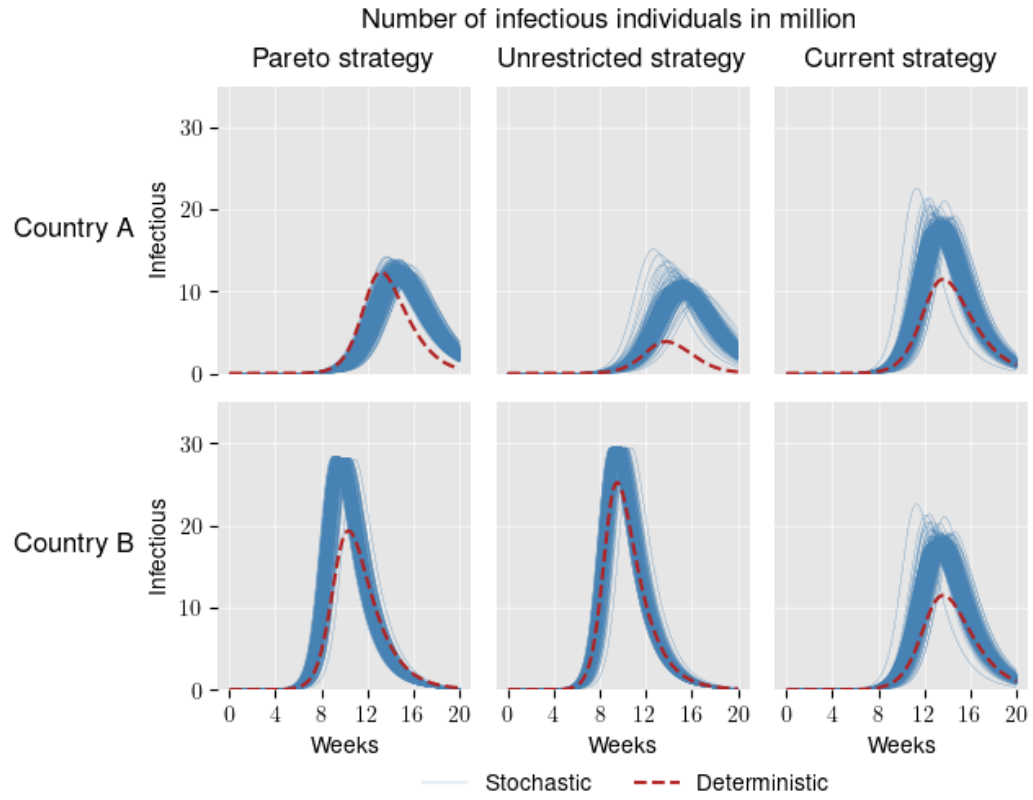 Number of infectious individuals in million
Pareto strategy Unrestricted strategy Current strategy
Country A
Infectious
30
20
10
0
Country B
Infectious
30
20
10
0
0 4 8 12 16 20 0 4 8 12 16 20 0 4 8 12 16 20
Weeks Weeks Weeks
Stochastic Deterministic